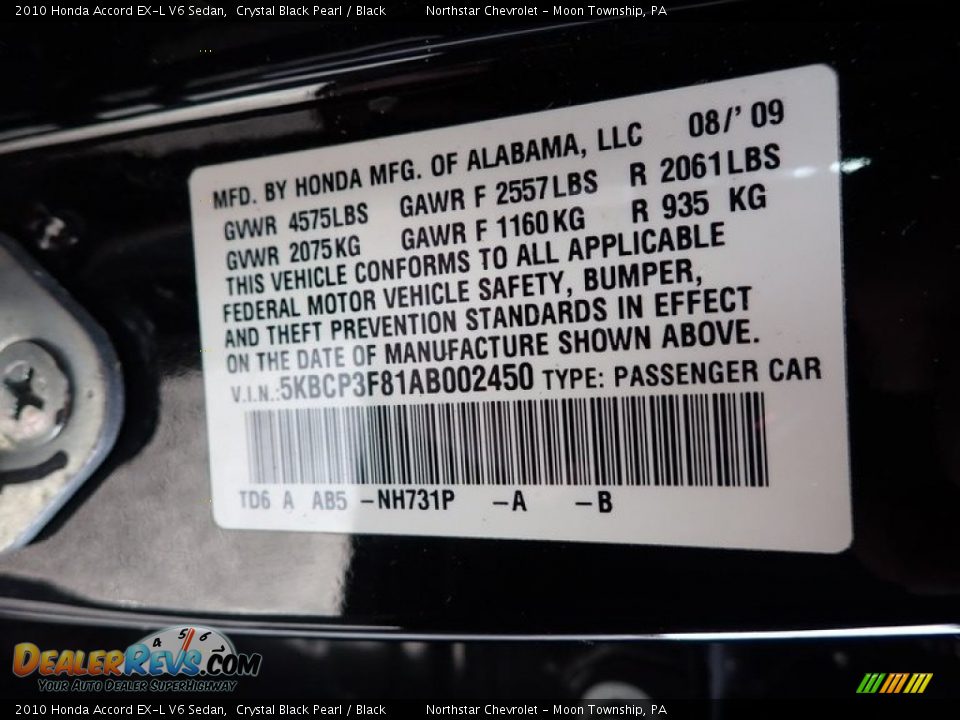 2010 Honda Accord EX-L V6 Sedan, Crystal Black Pearl / Black Northstar Chevrolet - Moon Township, PA
MFD. BY HONDA MFG. OF ALABAMA, LLC 08/' 09
GVWR 4575LBS GAWR F 2557LBS R 2061LBS
GVWR 2075KG GAWR F 1160KG R 935 KG
THIS VEHICLE CONFORMS TO ALL APPLICABLE
FEDERAL MOTOR VEHICLE SAFETY, BUMPER,
AND THEFT PREVENTION STANDARDS IN EFFECT
ON THE DATE OF MANUFACTURE SHOWN ABOVE.
V.I.N.:5KBCP3F81AB002450 TYPE: PASSENGER CAR
TD6 A AB5 -NH731P -A -B
4 5 6
DEALERREVS.COM
YOUR AUTO DEALER SUPERHIGHWAY
2010 Honda Accord EX-L V6 Sedan, Crystal Black Pearl / Black Northstar Chevrolet - Moon Township, PA